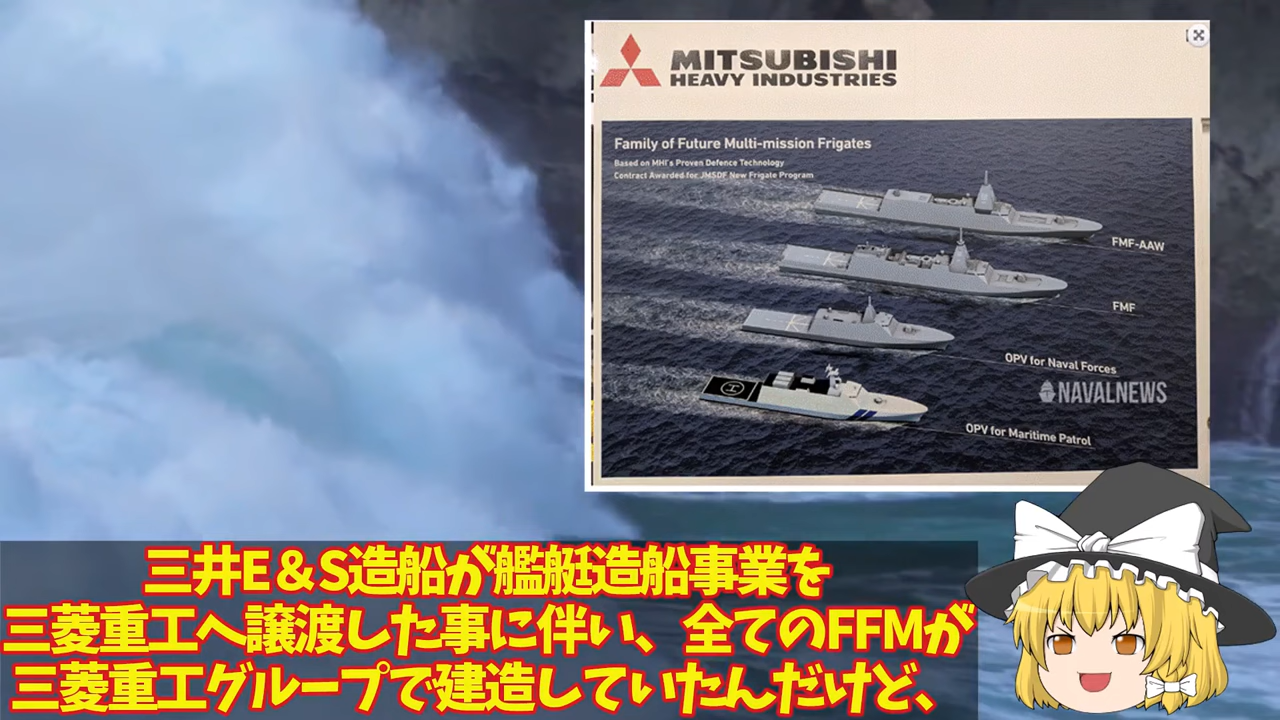 MITSUBISHI
HEAVY INDUSTRIES
Family of Future Multi-mission Frigates
Based on MHI's Proven Defence Technology
Contract Awarded for JMSDF New Frigate Program
FMF-AAW
FMF
OPV for Naval Forces
NAVALNEWS
OPV for Maritime Patrol
三井E＆S造船が艦艇造船事業を
三菱重工へ譲渡した事に伴い、全てのFFMが
三菱重工グループで建造していたんだけど、